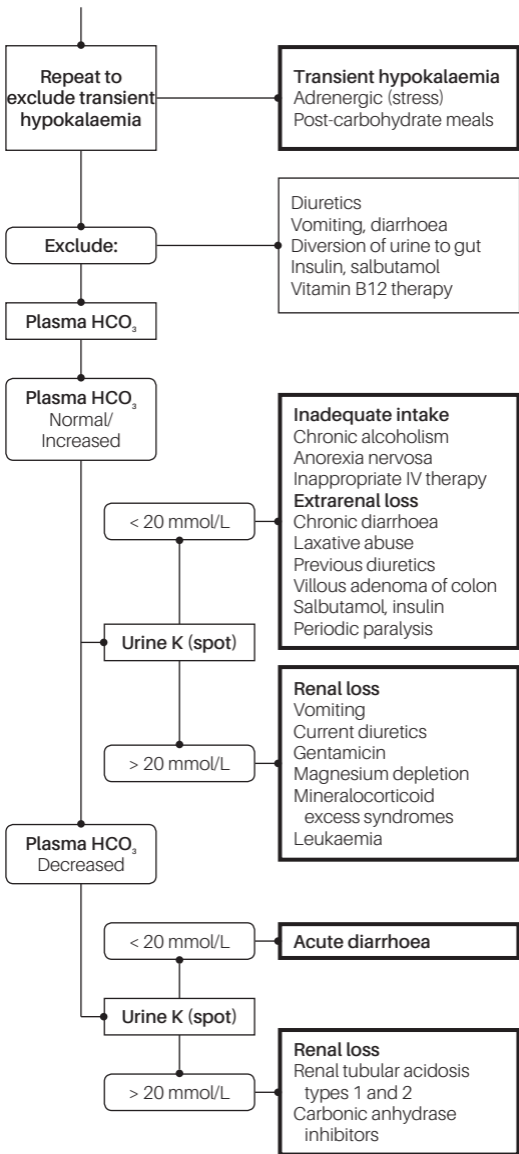 Repeat to
exclude transient
hypokalaemia
Transient hypokalaemia
Adrenergic (stress)
Post-carbohydrate meals
Exclude:
Diuretics
Vomiting, diarrhoea
Diversion of urine to gut
Insulin, salbutamol
Vitamin B12 therapy
Plasma HCO₃
Plasma HCO₃
Normal/
Increased
< 20 mmol/L
Inadequate intake
Chronic alcoholism
Anorexia nervosa
Inappropriate IV therapy
Extrarenal loss
Chronic diarrhoea
Laxative abuse
Previous diuretics
Villous adenoma of colon
Salbutamol, insulin
Periodic paralysis
Urine K (spot)
> 20 mmol/L
Renal loss
Vomiting
Current diuretics
Gentamicin
Magnesium depletion
Mineralocorticoid
excess syndromes
Leukaemia
Plasma HCO₃
Decreased
< 20 mmol/L
Acute diarrhoea
Urine K (spot)
> 20 mmol/L
Renal loss
Renal tubular acidosis
types 1 and 2
Carbonic anhydrase
inhibitors